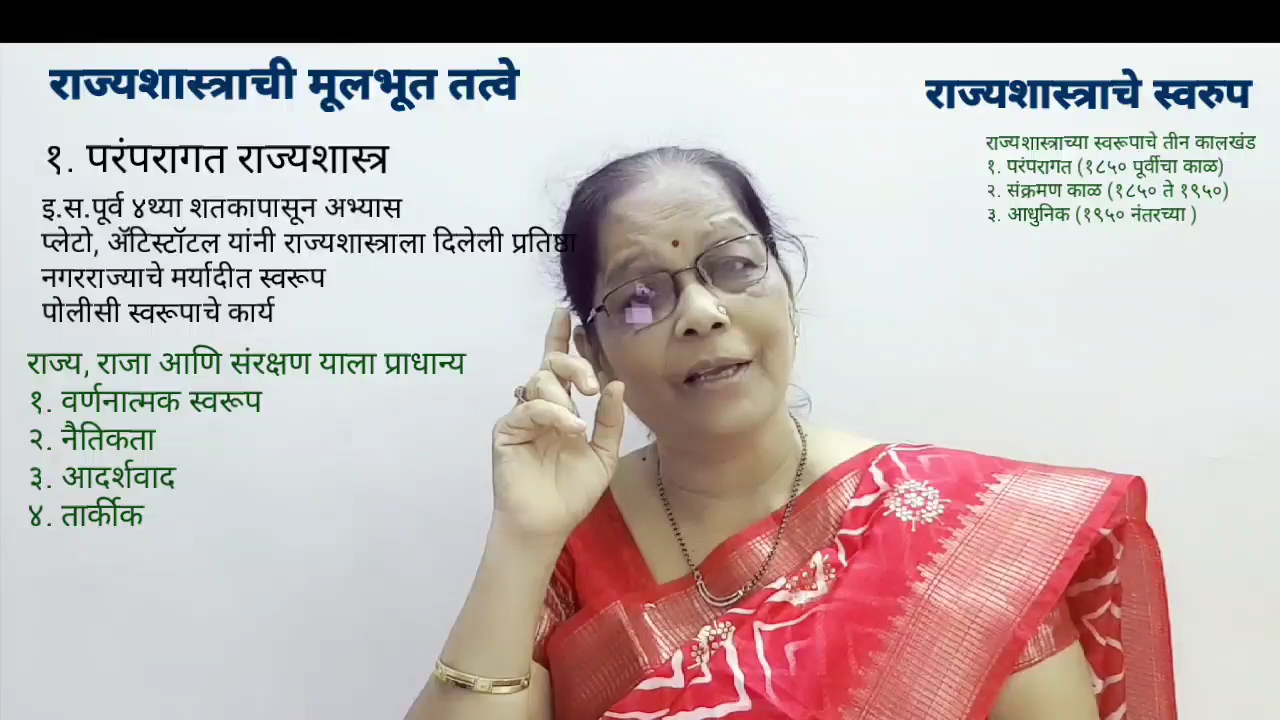 राज्यशास्त्राची मूलभूत तत्वे
१. परंपरागत राज्यशास्त्र
इ.स.पूर्व ४थ्या शतकापासून अभ्यास
प्लेटो, ॲटिस्टॉटल यांनी राज्यशास्त्राला दिलेली प्रतिष्ठा
नगरराज्याचे मर्यादीत स्वरूप
पोलीसी स्वरूपाचे कार्य
राज्य, राजा आणि संरक्षण याला प्राधान्य
१. वर्णनात्मक स्वरूप
२. नैतिकता
३. आदर्शवाद
४. तार्कीक
राज्यशास्त्राचे स्वरुप
राज्यशास्त्राच्या स्वरूपाचे तीन कालखंड
१. परंपरागत (१८५० पूर्वीचा काळ)
२. संक्रमण काळ (१८५० ते १९५०)
३. आधुनिक (१९५० नंतरच्या )